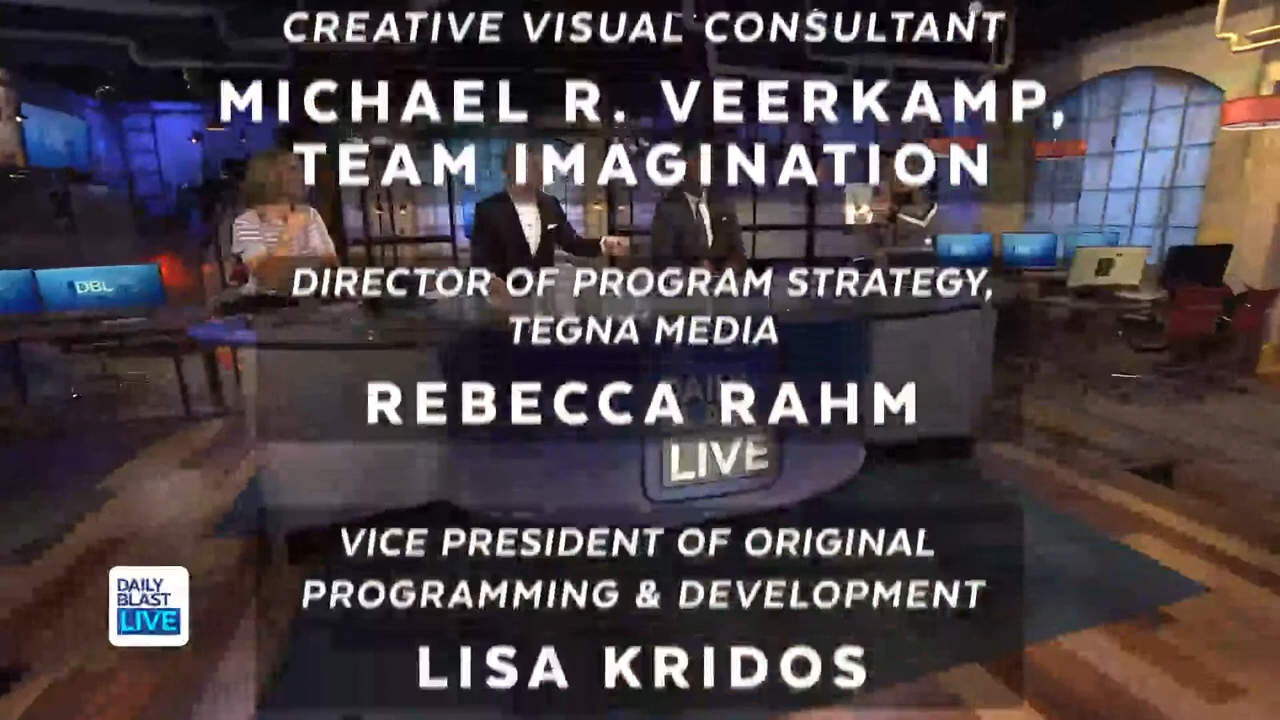 CREATIVE VISUAL CONSULTANT
MICHAEL R. VEERKAMP,
TEAM IMAGINATION
DIRECTOR OF PROGRAM STRATEGY,
TEGNA MEDIA
REBECCA RAHM
VICE PRESIDENT OF ORIGINAL
PROGRAMMING & DEVELOPMENT
LISA KRIDOS
DBL
DAILY
LIVE
DAILY
BLAST
LIVE